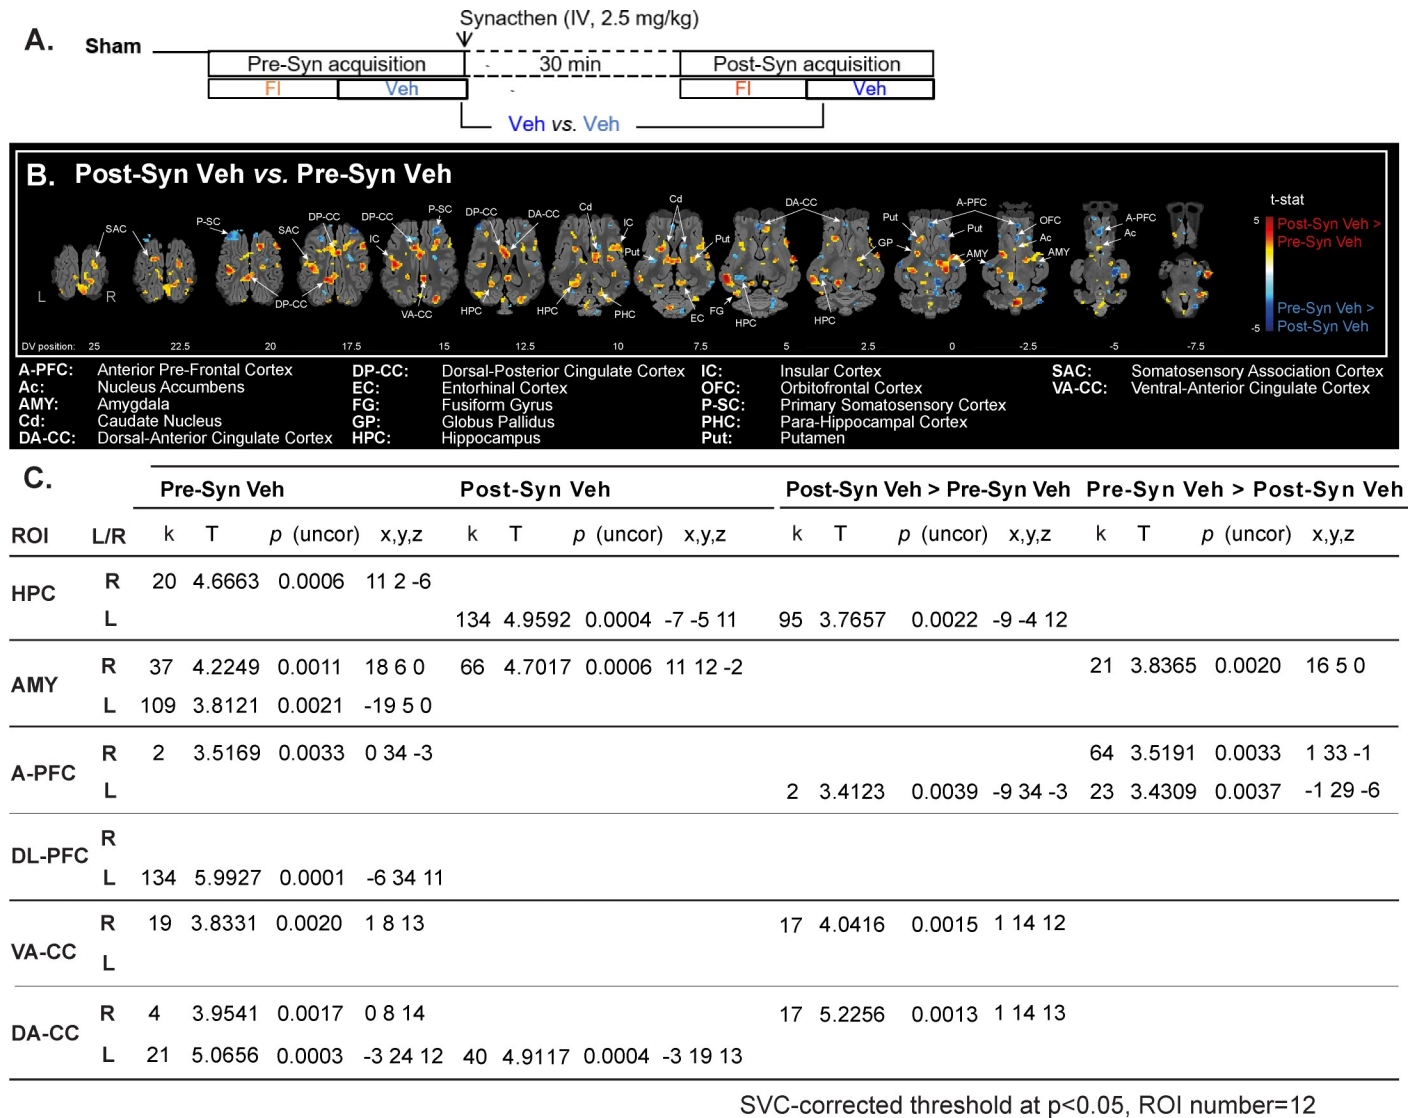 Synacthen (IV, 2.5 mg/kg)
A.
Sham
Pre-Syn acquisition
30 min
Post-Syn acquisition
FI
Veh
FI
Veh
Veh vs. Veh
B. Post-Syn Veh vs. Pre-Syn Veh
SAC
P-SC
SAC
DP-CC
DP-CC
DP-CC
IC
P-SC
VA-CC
DP-CC
DA-CC
HPC
Cd
IC
HPC
PHC
Cd
Put
Put
EC
DA-CC
FG
HPC
HPC
A-PFC
Put
Put
GP
AMY
OFC
Ac
AMY
A-PFC
Ac
L
R
t-stat
5
Post-Syn Veh >
Pre-Syn Veh
Pre-Syn Veh >
Post-Syn Veh
-5
DV position: 25 22.5 20 17.5 15 12.5 10 7.5 5 2.5 0 -2.5 -5 -7.5
A-PFC: Anterior Pre-Frontal Cortex DP-CC: Dorsal-Posterior Cingulate Cortex IC: Insular Cortex SAC: Somatosensory Association Cortex
Ac: Nucleus Accumbens EC: Entorhinal Cortex OFC: Orbitofrontal Cortex VA-CC: Ventral-Anterior Cingulate Cortex
AMY: Amygdala FG: Fusiform Gyrus P-SC: Primary Somatosensory Cortex
Cd: Caudate Nucleus GP: Globus Pallidus PHC: Para-Hippocampal Cortex
DA-CC: Dorsal-Anterior Cingulate Cortex HPC: Hippocampus Put: Putamen
C.
Pre-Syn Veh Post-Syn Veh Post-Syn Veh > Pre-Syn Veh Pre-Syn Veh > Post-Syn Veh
ROI L/R k T p (uncor) x,y,z k T p (uncor) x,y,z k T p (uncor) x,y,z k T p (uncor) x,y,z
HPC
R 20 4.6663 0.0006 11 2 -6
L 134 4.9592 0.0004 -7 -5 11 95 3.7657 0.0022 -9 -4 12
AMY
R 37 4.2249 0.0011 18 6 0 66 4.7017 0.0006 11 12 -2 21 3.8365 0.0020 16 5 0
L 109 3.8121 0.0021 -19 5 0
A-PFC
R 2 3.5169 0.0033 0 34 -3 64 3.5191 0.0033 1 33 -1
L 2 3.4123 0.0039 -9 34 -3 23 3.4309 0.0037 -1 29 -6
DL-PFC
R
L 134 5.9927 0.0001 -6 34 11
VA-CC
R 19 3.8331 0.0020 1 8 13 17 4.0416 0.0015 1 14 12
L
DA-CC
R 4 3.9541 0.0017 0 8 14 17 5.2256 0.0013 1 14 13
L 21 5.0656 0.0003 -3 24 12 40 4.9117 0.0004 -3 19 13
SVC-corrected threshold at p<0.05, ROI number=12